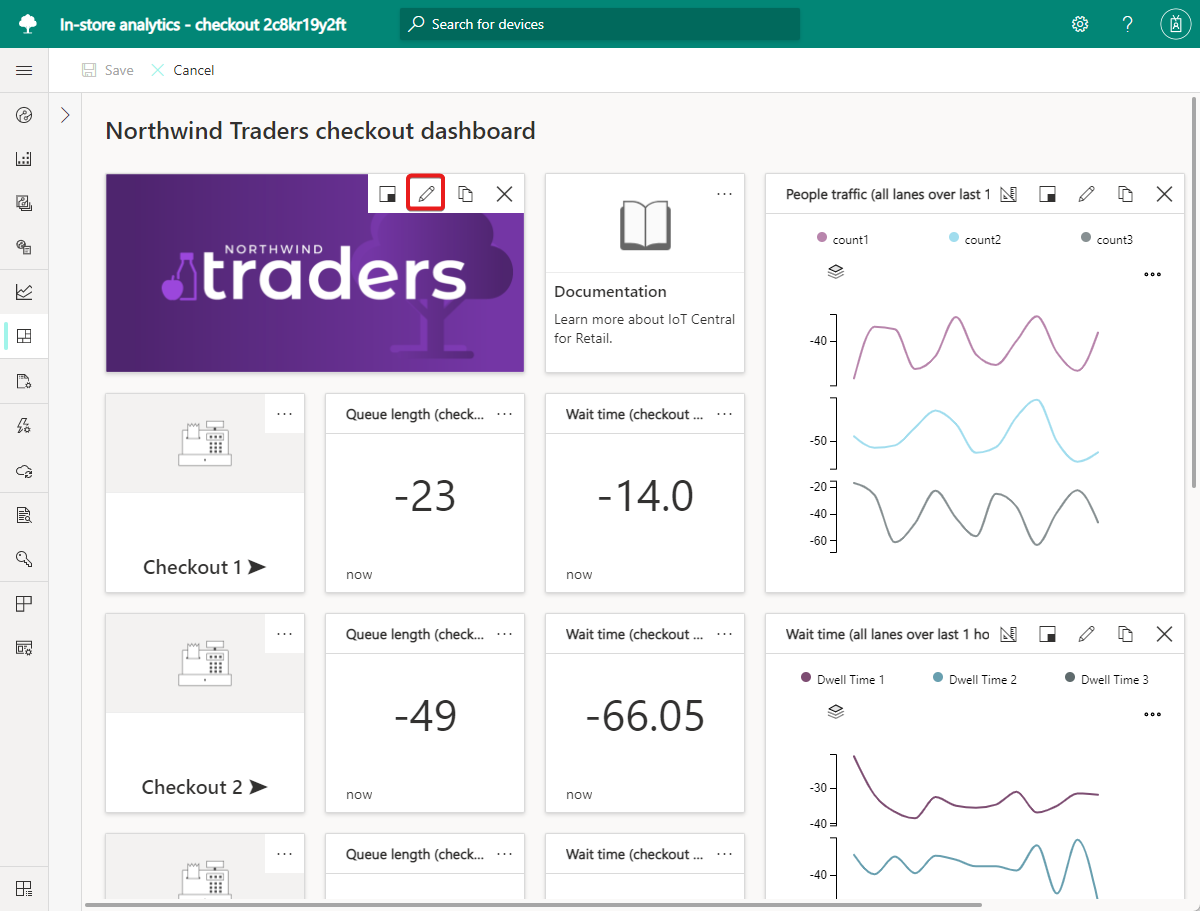 In-store analytics - checkout 2c8kr19y2ft
Search for devices
?
Save
Cancel
Northwind Traders checkout dashboard
NORTHWIND
traders
Documentation
Learn more about IoT Central
for Retail.
People traffic (all lanes over last 1
count1
count2
count3
-40
-50
-20
-40
-60
Checkout 1
Queue length (check...
-23
now
Wait time (checkout ...
-14.0
now
Checkout 2
Queue length (check...
-49
now
Wait time (checkout ...
-66.05
now
Wait time (all lanes over last 1 ho
Dwell Time 1
Dwell Time 2
Dwell Time 3
-30
-40
-40
Queue length (check...
Wait time (checkout ...